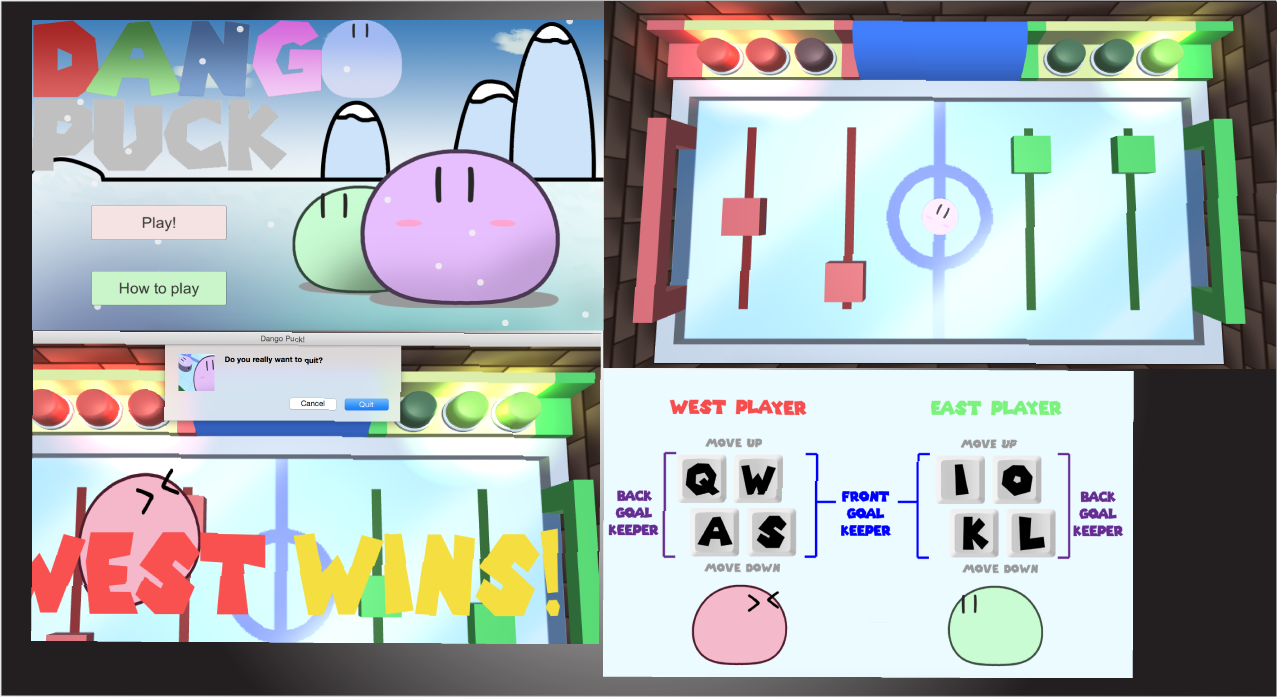 DANGO
PUCK
Play!
How to play
Dango Puck!
Do you really want to quit?
Cancel
Quit
WEST WINS!
WEST PLAYER
EAST PLAYER
MOVE UP
MOVE UP
Q W
I O
BACK
GOAL
KEEPER
FRONT
GOAL
KEEPER
BACK
GOAL
KEEPER
A S
K L
MOVE DOWN
MOVE DOWN